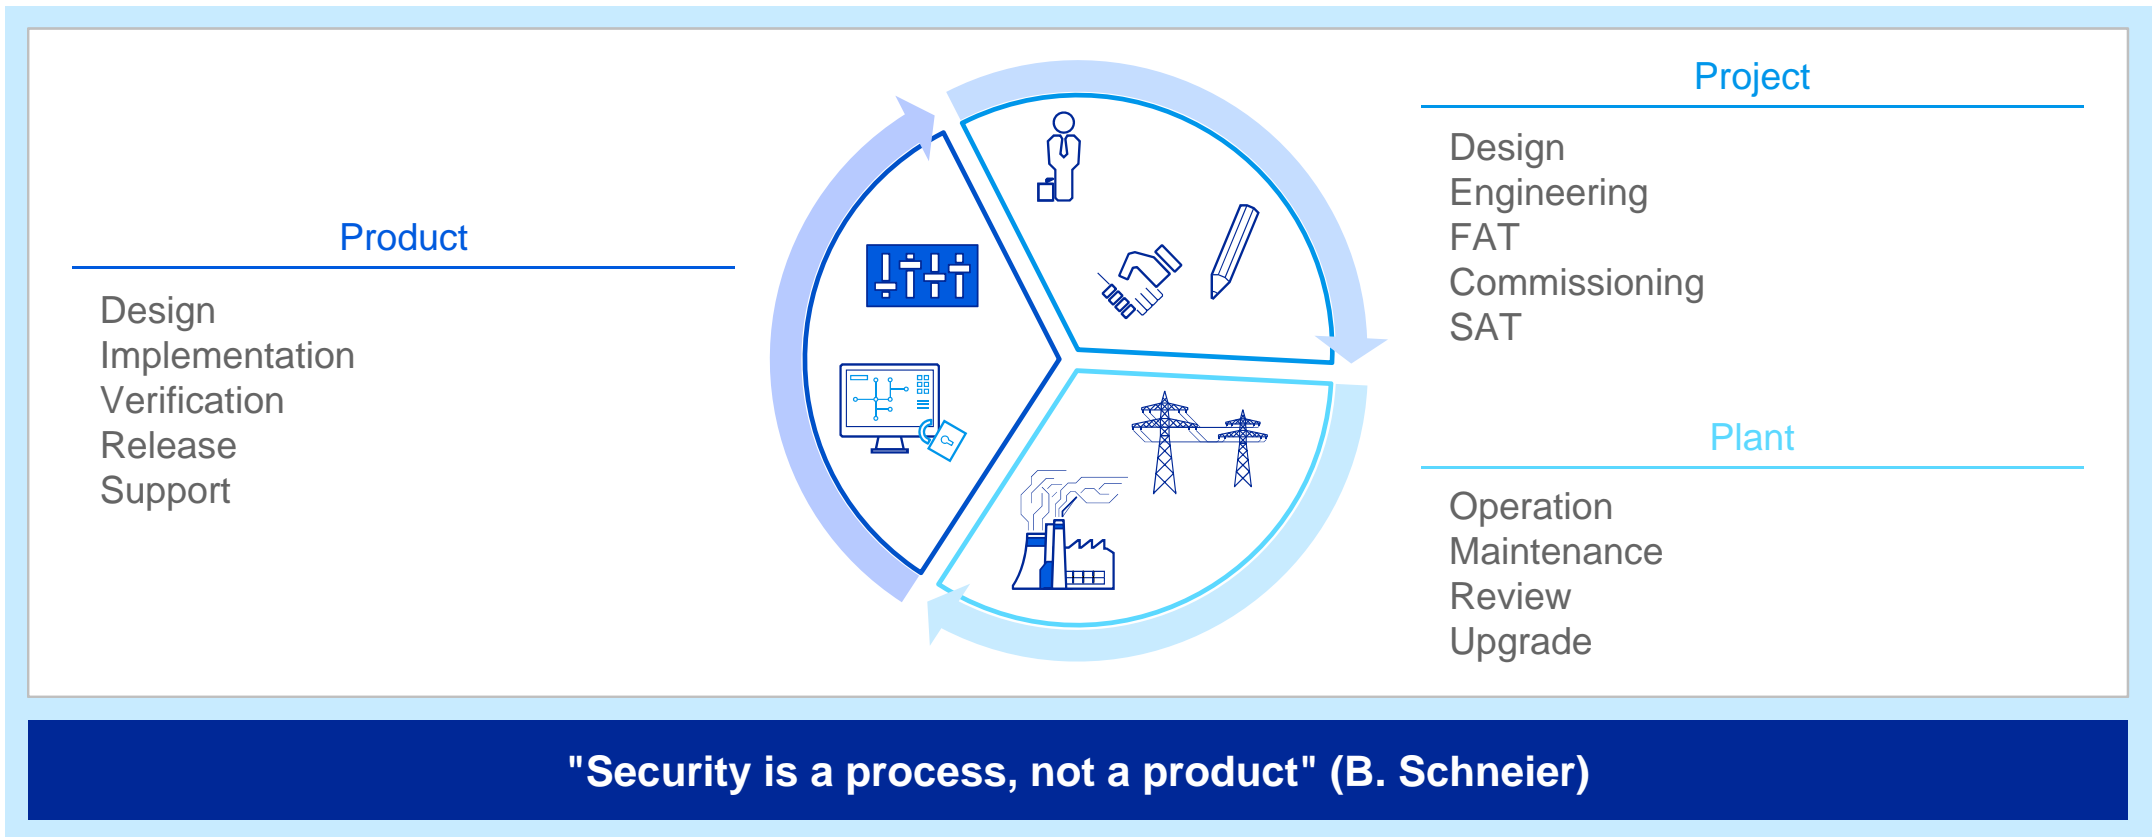 Product
Design
Implementation
Verification
Release
Support
Project
Design
Engineering
FAT
Commissioning
SAT
Plant
Operation
Maintenance
Review
Upgrade
"Security is a process, not a product" (B. Schneier)